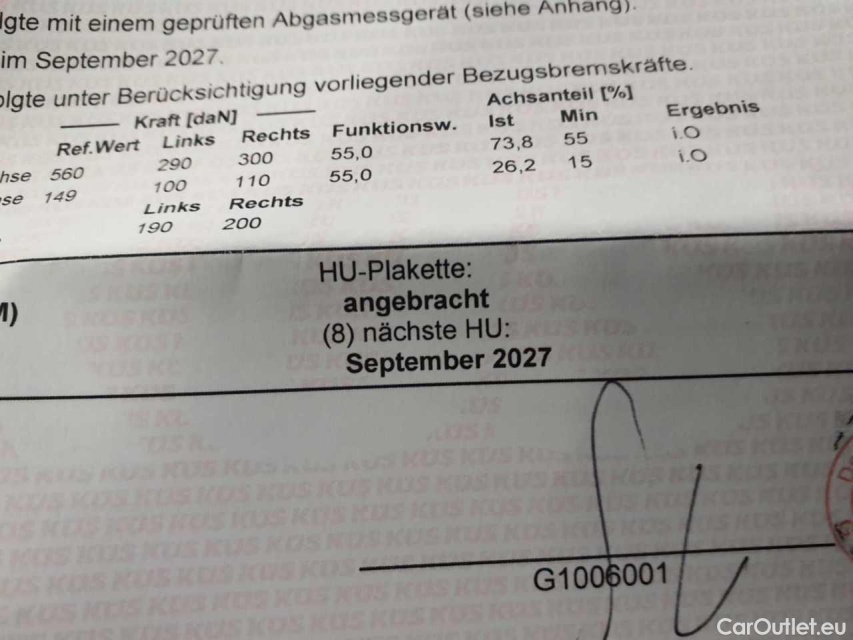 lgte mit einem geprüften Abgasmessgerät (siehe Anhang).
im September 2027.
olgte unter Berücksichtigung vorliegender Bezugsbremskräfte.
Kraft [daN] Achsanteil [%]
Ref.Wert Links Rechts Funktionsw. Ist Min Ergebnis
hse 560 290 300 55,0 73,8 55 i.O
se 149 100 110 55,0 26,2 15 i.O
Links Rechts
190 200
HU-Plakette:
angebracht
M)
(8) nächste HU:
September 2027
G1006001
CarOutlet.eu